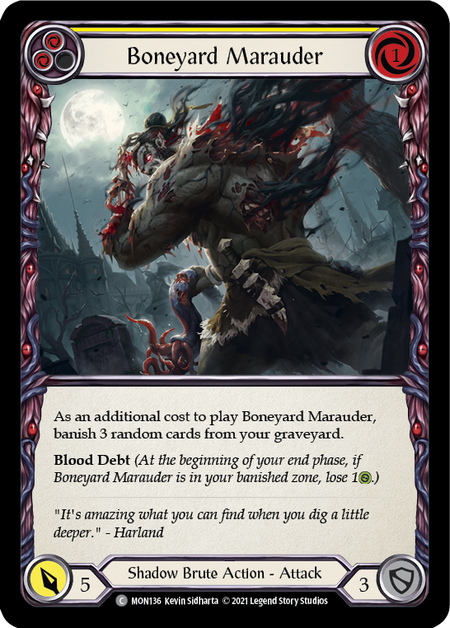 Boneyard Marauder
1
As an additional cost to play Boneyard Marauder,
banish 3 random cards from your graveyard.
Blood Debt (At the beginning of your end phase, if
Boneyard Marauder is in your banished zone, lose 1.)
"It's amazing what you can find when you dig a little
deeper." - Harland
5
Shadow Brute Action - Attack
3
C MON136 Kevin Sidharta © 2021 Legend Story Studios